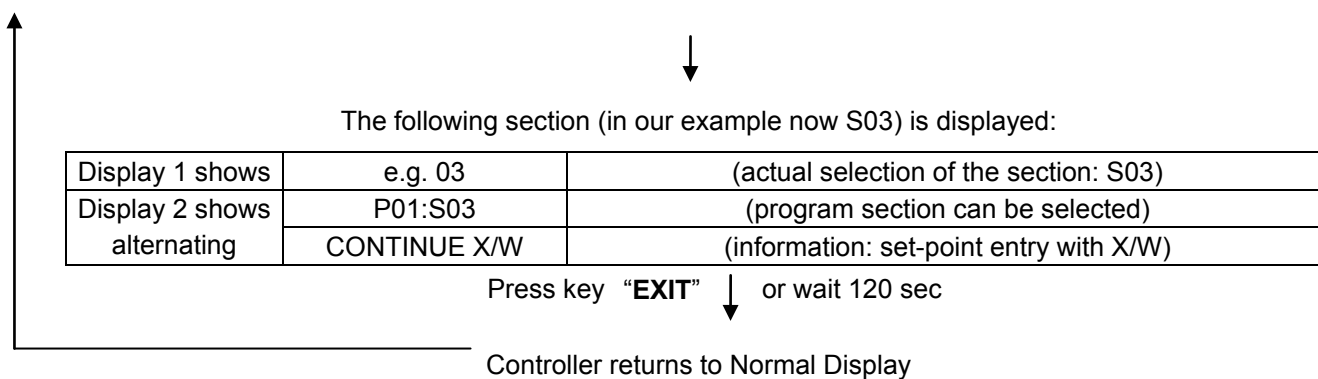 The following section (in our example now S03) is displayed:
Display 1 shows e.g. 03 (actual selection of the section: S03)
Display 2 shows alternating P01:S03 (program section can be selected)
CONTINUE X/W (information: set-point entry with X/W)
Press key “EXIT” or wait 120 sec
Controller returns to Normal Display